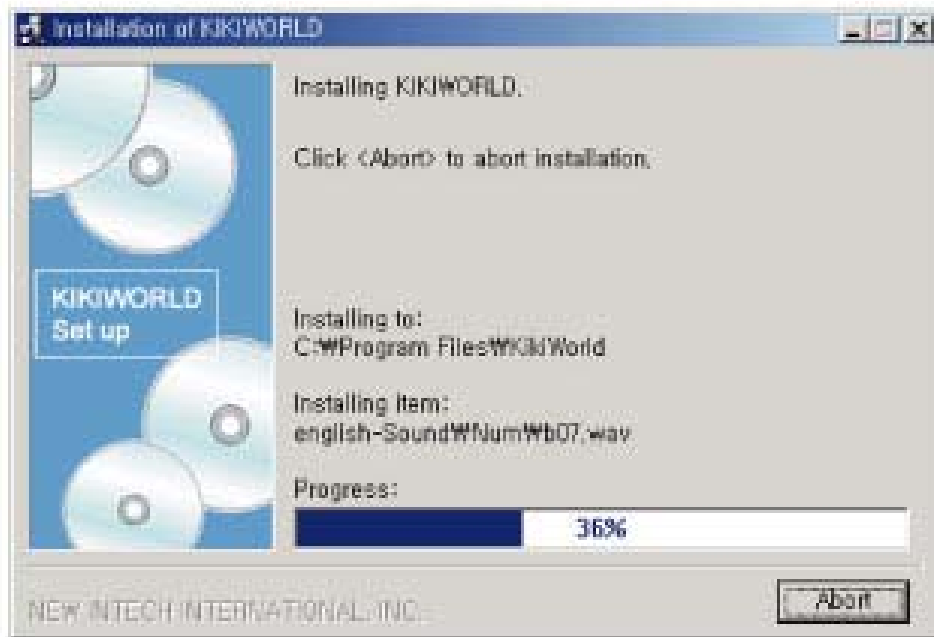 Installation of KIKIWORLD
Installing KIKIWORLD.
Click <Abort> to abort installation.
KIKIWORLD
Set up
Installing to:
C:₩Program Files₩KikiWorld
Installing item:
english-Sound₩Num₩b07.wav
Progress:
36%
NEW INTECH INTERNATIONAL, INC.
Abort